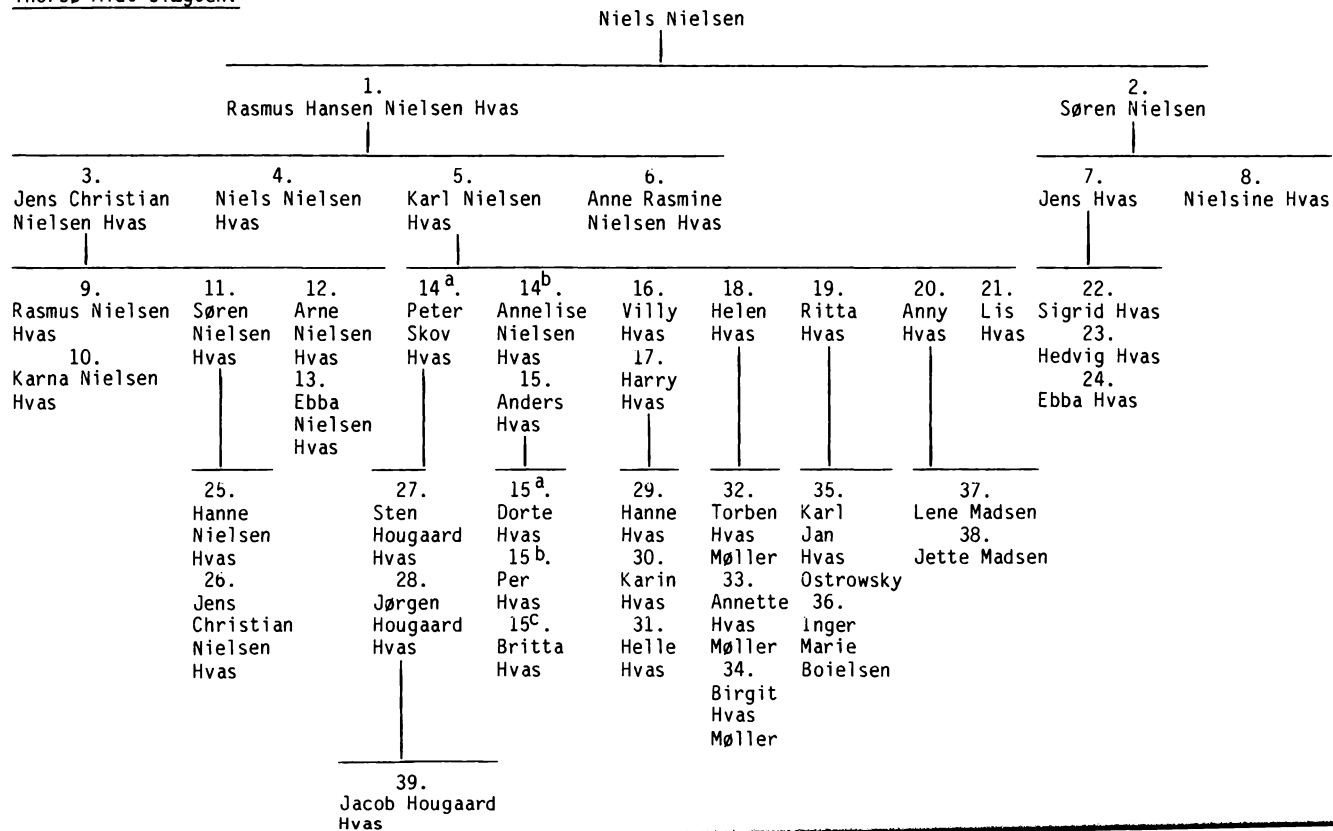 Niels Nielsen
1.
Rasmus Hansen Nielsen Hvas
2.
Søren Nielsen
3.
Jens Christian
Nielsen Hvas
4.
Niels Nielsen
Hvas
5.
Karl Nielsen
Hvas
6.
Anne Rasmine
Nielsen Hvas
7.
Jens Hvas
8.
Nielsine Hvas
9.
Rasmus Nielsen
Hvas
10.
Karna Nielsen
Hvas
11.
Søren
Nielsen
Hvas
12.
Arne
Nielsen
Hvas
13.
Ebba
Nielsen
Hvas
14a.
Peter
Skov
Hvas
14b.
Annelise
Nielsen
Hvas
15.
Anders
Hvas
16.
Villy
Hvas
17.
Harry
Hvas
18.
Helen
Hvas
19.
Ritta
Hvas
20.
Anny
Hvas
21.
Lis
Hvas
22.
Sigrid Hvas
23.
Hedvig Hvas
24.
Ebba Hvas
25.
Hanne
Nielsen
Hvas
26.
Jens
Christian
Nielsen
Hvas
27.
Sten
Hougaard
Hvas
28.
Jørgen
Hougaard
Hvas
15a.
Dorte
Hvas
15b.
Per
Hvas
15c.
Britta
Hvas
29.
Hanne
Hvas
30.
Karin
Hvas
31.
Helle
Hvas
32.
Torben
Hvas
Møller
33.
Annette
Hvas
Møller
34.
Birgit
Hvas
Møller
35.
Karl
Jan
Hvas
Ostrowsky
36.
Inger
Marie
Boielsen
37.
Lene Madsen
38.
Jette Madsen
39.
Jacob Hougaard
Hvas